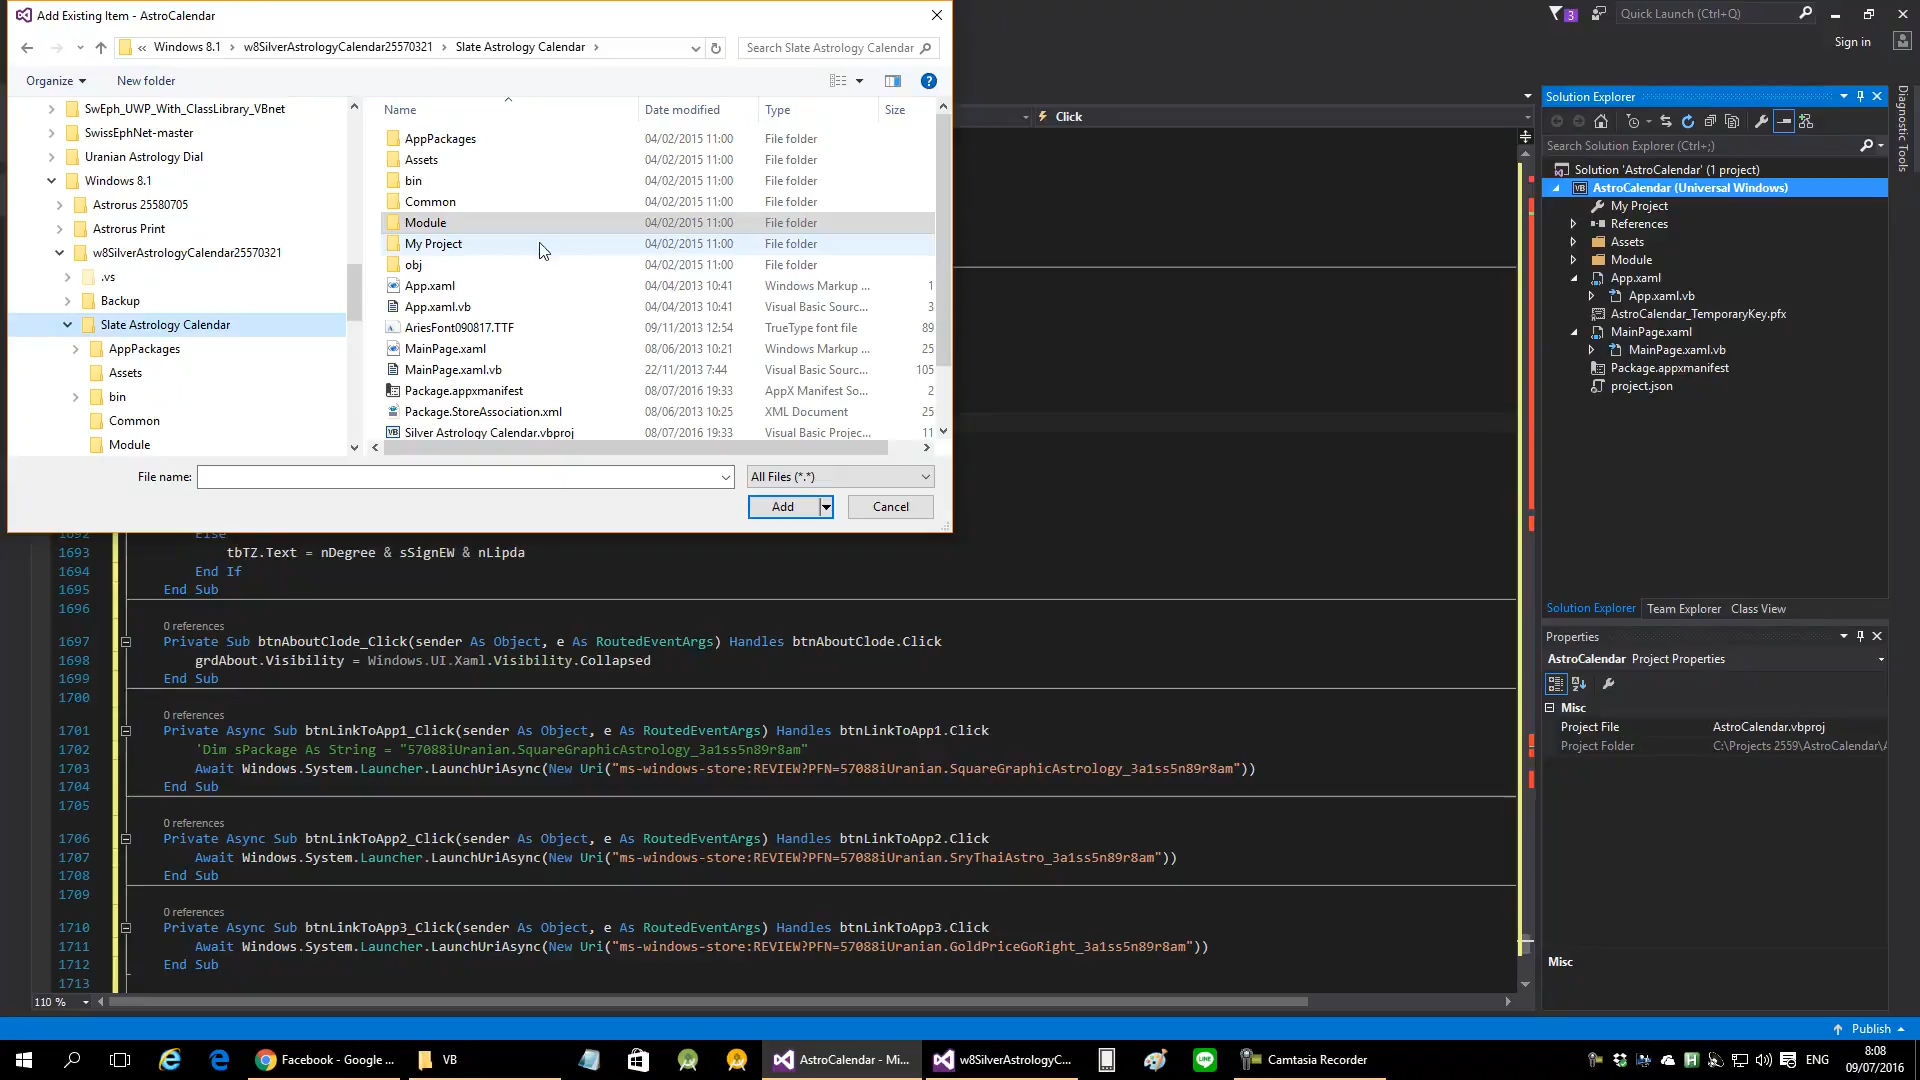 Add Existing Item - AstroCalendar
« Windows 8.1 › w8SilverAstrologyCalendar25570321 › Slate Astrology Calendar ›
Search Slate Astrology Calendar
Organize
New folder
SwEph_UWP_With_ClassLibrary_VBnet
SwissEphNet-master
Uranian Astrology Dial
Windows 8.1
Astrorus 25580705
Astrorus Print
w8SilverAstrologyCalendar25570321
.vs
Backup
Slate Astrology Calendar
AppPackages
Assets
bin
Common
Module
Name Date modified Type Size
AppPackages 04/02/2015 11:00 File folder
Assets 04/02/2015 11:00 File folder
bin 04/02/2015 11:00 File folder
Common 04/02/2015 11:00 File folder
Module 04/02/2015 11:00 File folder
My Project 04/02/2015 11:00 File folder
obj 04/02/2015 11:00 File folder
App.xaml 04/04/2013 10:41 Windows Markup ... 1
App.xaml.vb 04/04/2013 10:41 Visual Basic Sourc... 3
AriesFont090817.TTF 09/11/2013 12:54 TrueType font file 89
MainPage.xaml 08/06/2013 10:21 Windows Markup ... 25
MainPage.xaml.vb 22/11/2013 7:44 Visual Basic Sourc... 105
Package.appxmanifest 08/07/2016 19:33 AppX Manifest So... 2
Package.StoreAssociation.xml 08/06/2013 10:25 XML Document 25
Silver Astrology Calendar.vbproj 08/07/2016 19:33 Visual Basic Projec... 11
File name:
All Files (*.*)
Add
Cancel
3
Quick Launch (Ctrl+Q)
Sign in
Click
Diagnostic Tools
Solution Explorer
Search Solution Explorer (Ctrl+;)
Solution 'AstroCalendar' (1 project)
VB AstroCalendar (Universal Windows)
My Project
References
Assets
Module
App.xaml
App.xaml.vb
AstroCalendar_TemporaryKey.pfx
MainPage.xaml
MainPage.xaml.vb
Package.appxmanifest
project.json
Solution Explorer Team Explorer Class View
Properties
AstroCalendar Project Properties
Misc
Project File AstroCalendar.vbproj
Project Folder C:\Projects 2559\AstroCalendar\A
Misc
1692 Else
1693 tbTZ.Text = nDegree & sSignEW & nLipda
1694 End If
1695 End Sub
1696
0 references
1697 Private Sub btnAboutClode_Click(sender As Object, e As RoutedEventArgs) Handles btnAboutClode.Click
1698 grdAbout.Visibility = Windows.UI.Xaml.Visibility.Collapsed
1699 End Sub
1700
0 references
1701 Private Async Sub btnLinkToApp1_Click(sender As Object, e As RoutedEventArgs) Handles btnLinkToApp1.Click
1702 'Dim sPackage As String = "57088iUranian.SquareGraphicAstrology_3a1ss5n89r8am"
1703 Await Windows.System.Launcher.LaunchUriAsync(New Uri("ms-windows-store:REVIEW?PFN=57088iUranian.SquareGraphicAstrology_3a1ss5n89r8am"))
1704 End Sub
1705
0 references
1706 Private Async Sub btnLinkToApp2_Click(sender As Object, e As RoutedEventArgs) Handles btnLinkToApp2.Click
1707 Await Windows.System.Launcher.LaunchUriAsync(New Uri("ms-windows-store:REVIEW?PFN=57088iUranian.SryThaiAstro_3a1ss5n89r8am"))
1708 End Sub
1709
0 references
1710 Private Async Sub btnLinkToApp3_Click(sender As Object, e As RoutedEventArgs) Handles btnLinkToApp3.Click
1711 Await Windows.System.Launcher.LaunchUriAsync(New Uri("ms-windows-store:REVIEW?PFN=57088iUranian.GoldPriceGoRight_3a1ss5n89r8am"))
1712 End Sub
1713
110 %
Publish
Facebook - Google ...
VB
AstroCalendar - Mi...
w8SilverAstrologyC...
LINE
Camtasia Recorder
ENG
8:08
09/07/2016